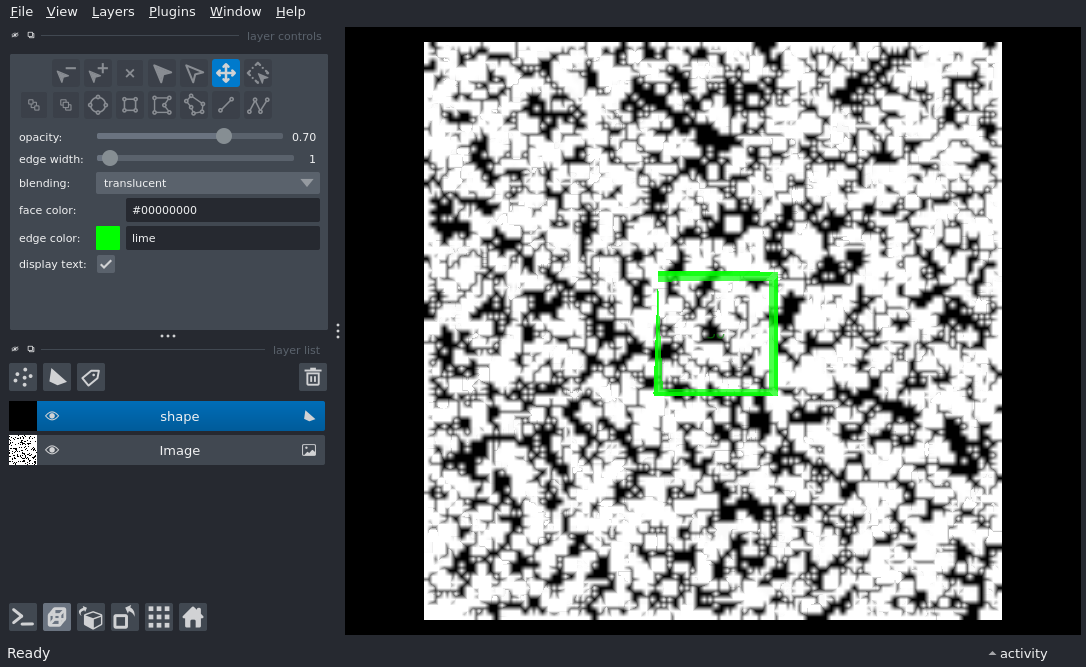 File View Layers Plugins Window Help
layer controls
opacity: 0.70
edge width: 1
blending: translucent
face color: #00000000
edge color: lime
display text:
layer list
shape
Image
Ready activity